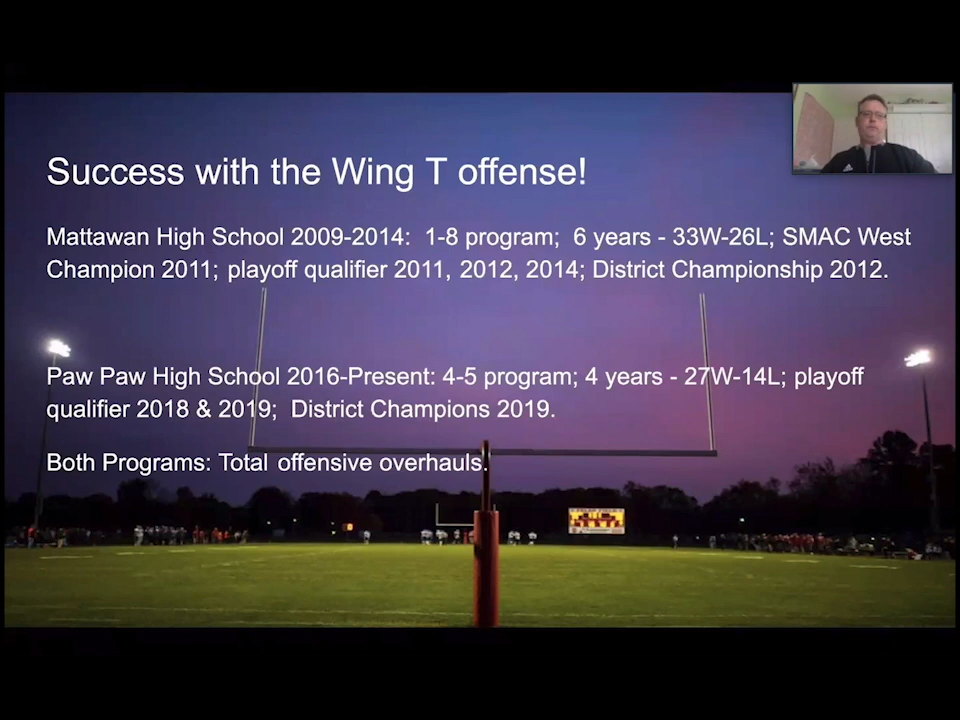 Success with the Wing T offense!
Mattawan High School 2009-2014:  1-8 program;  6 years - 33W-26L; SMAC West
Champion 2011; playoff qualifier 2011, 2012, 2014; District Championship 2012.
Paw Paw High School 2016-Present: 4-5 program; 4 years - 27W-14L; playoff
qualifier 2018 & 2019;  District Champions 2019.
Both Programs: Total offensive overhauls.